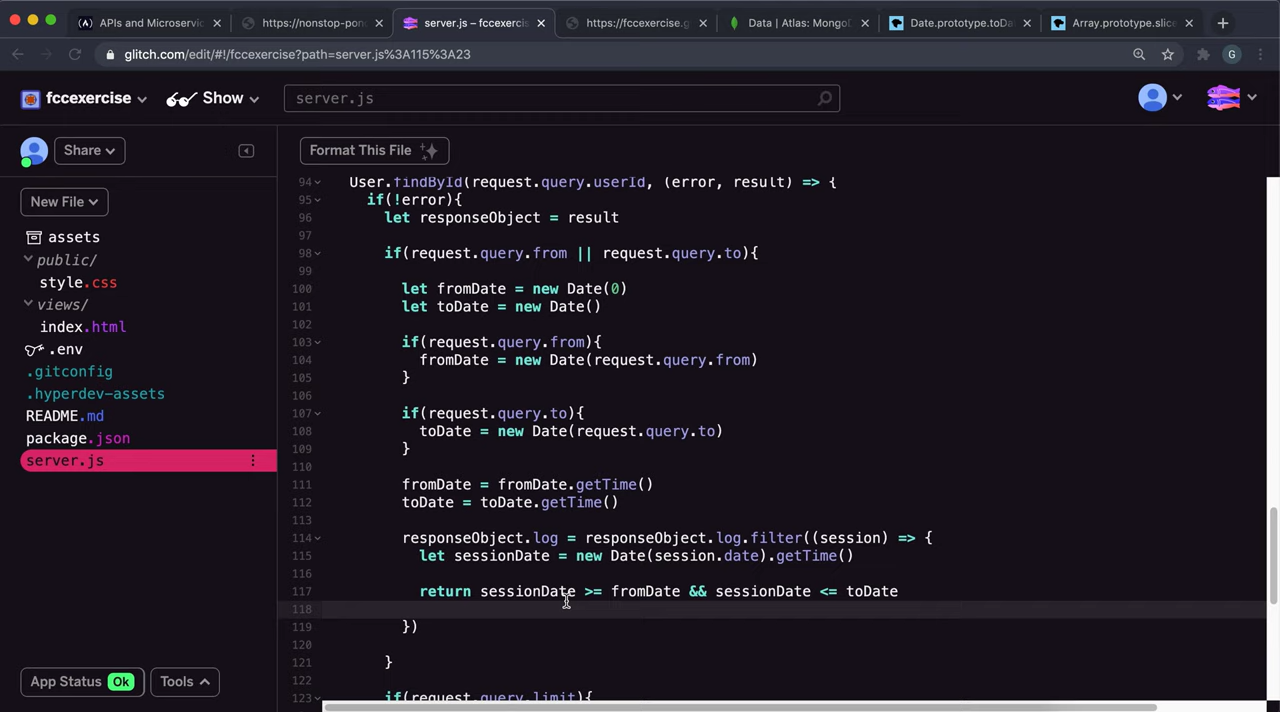 APIs and Microservic
https://nonstop-pon
server.js – fccexercis
https://fccexercise.g
Data | Atlas: MongoD
Date.prototype.toDa
Array.prototype.slice
glitch.com/edit/#!/fccexercise?path=server.js%3A115%3A23
G
fccexercise
Show
server.js
Share
Format This File
New File
assets
public/
style.css
views/
index.html
.env
.gitconfig
.hyperdev-assets
README.md
package.json
server.js
94 User.findById(request.query.userId, (error, result) => {
95 if(!error){
96 let responseObject = result
97
98 if(request.query.from || request.query.to){
99
100 let fromDate = new Date(0)
101 let toDate = new Date()
102
103 if(request.query.from){
104 fromDate = new Date(request.query.from)
105 }
106
107 if(request.query.to){
108 toDate = new Date(request.query.to)
109 }
110
111 fromDate = fromDate.getTime()
112 toDate = toDate.getTime()
113
114 responseObject.log = responseObject.log.filter((session) => {
115 let sessionDate = new Date(session.date).getTime()
116
117 return sessionDate >= fromDate && sessionDate <= toDate
118
119 })
120
121 }
122
123 if(request.query.limit){
App Status Ok
Tools